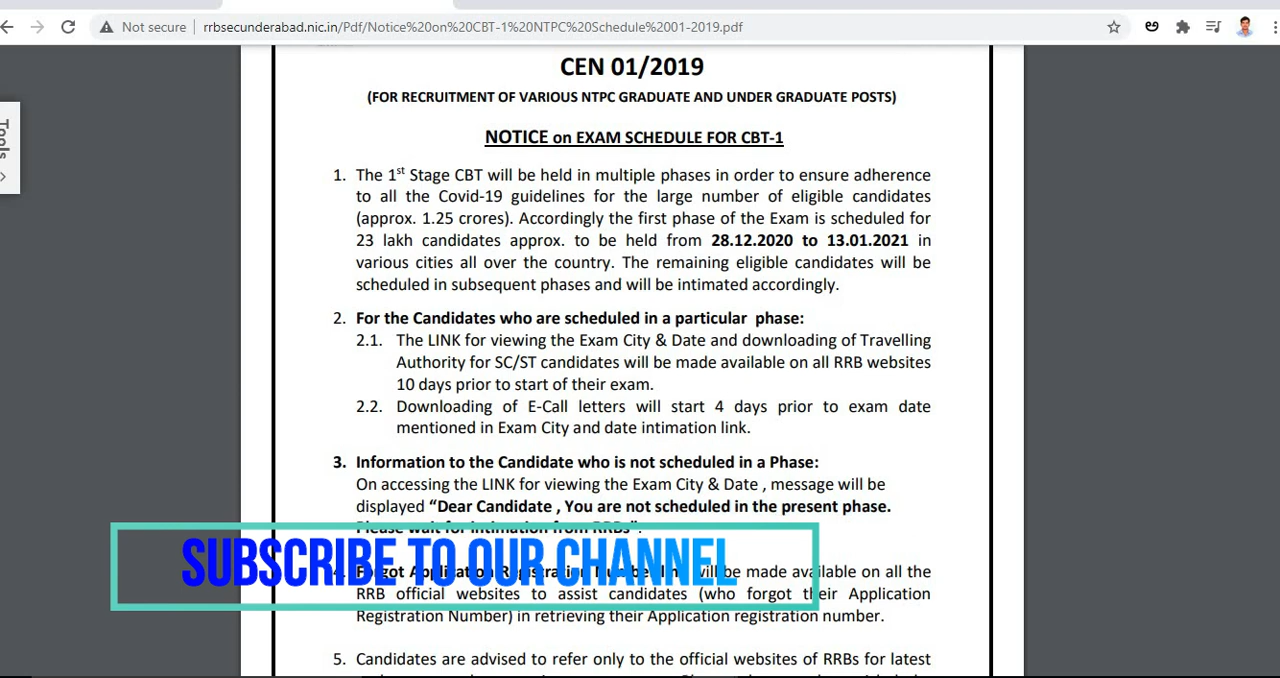 Not secure | rrbsecunderabad.nic.in/Pdf/Notice%20on%20CBT-1%20NTPC%20Schedule%2001-2019.pdf
Tools
CEN 01/2019
(FOR RECRUITMENT OF VARIOUS NTPC GRADUATE AND UNDER GRADUATE POSTS)
NOTICE on EXAM SCHEDULE FOR CBT-1
1. The 1st Stage CBT will be held in multiple phases in order to ensure adherence
to all the Covid-19 guidelines for the large number of eligible candidates
(approx. 1.25 crores). Accordingly the first phase of the Exam is scheduled for
23 lakh candidates approx. to be held from 28.12.2020 to 13.01.2021 in
various cities all over the country. The remaining eligible candidates will be
scheduled in subsequent phases and will be intimated accordingly.
2. For the Candidates who are scheduled in a particular phase:
2.1. The LINK for viewing the Exam City & Date and downloading of Travelling
Authority for SC/ST candidates will be made available on all RRB websites
10 days prior to start of their exam.
2.2. Downloading of E-Call letters will start 4 days prior to exam date
mentioned in Exam City and date intimation link.
3. Information to the Candidate who is not scheduled in a Phase:
On accessing the LINK for viewing the Exam City & Date , message will be
displayed “Dear Candidate , You are not scheduled in the present phase.
Please wait for intimation from RRBs”.
SUBSCRIBE TO OUR CHANNEL
Forgot Application Registration will be made available on all the
RRB official websites to assist candidates (who forgot their Application
Registration Number) in retrieving their Application registration number.
5. Candidates are advised to refer only to the official websites of RRBs for latest